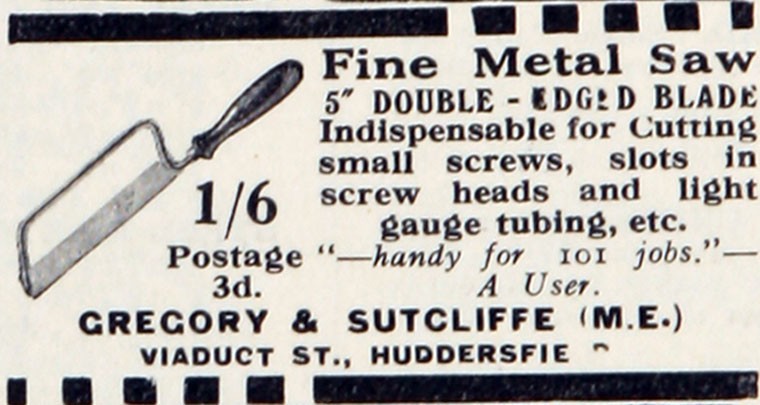 Fine Metal Saw
5" DOUBLE - EDGED BLADE
Indispensable for Cutting
small screws, slots in
screw heads and light
gauge tubing, etc.
"—handy for 101 jobs."—
A User.
1/6
Postage
3d.
GREGORY & SUTCLIFFE (M.E.)
VIADUCT ST.,